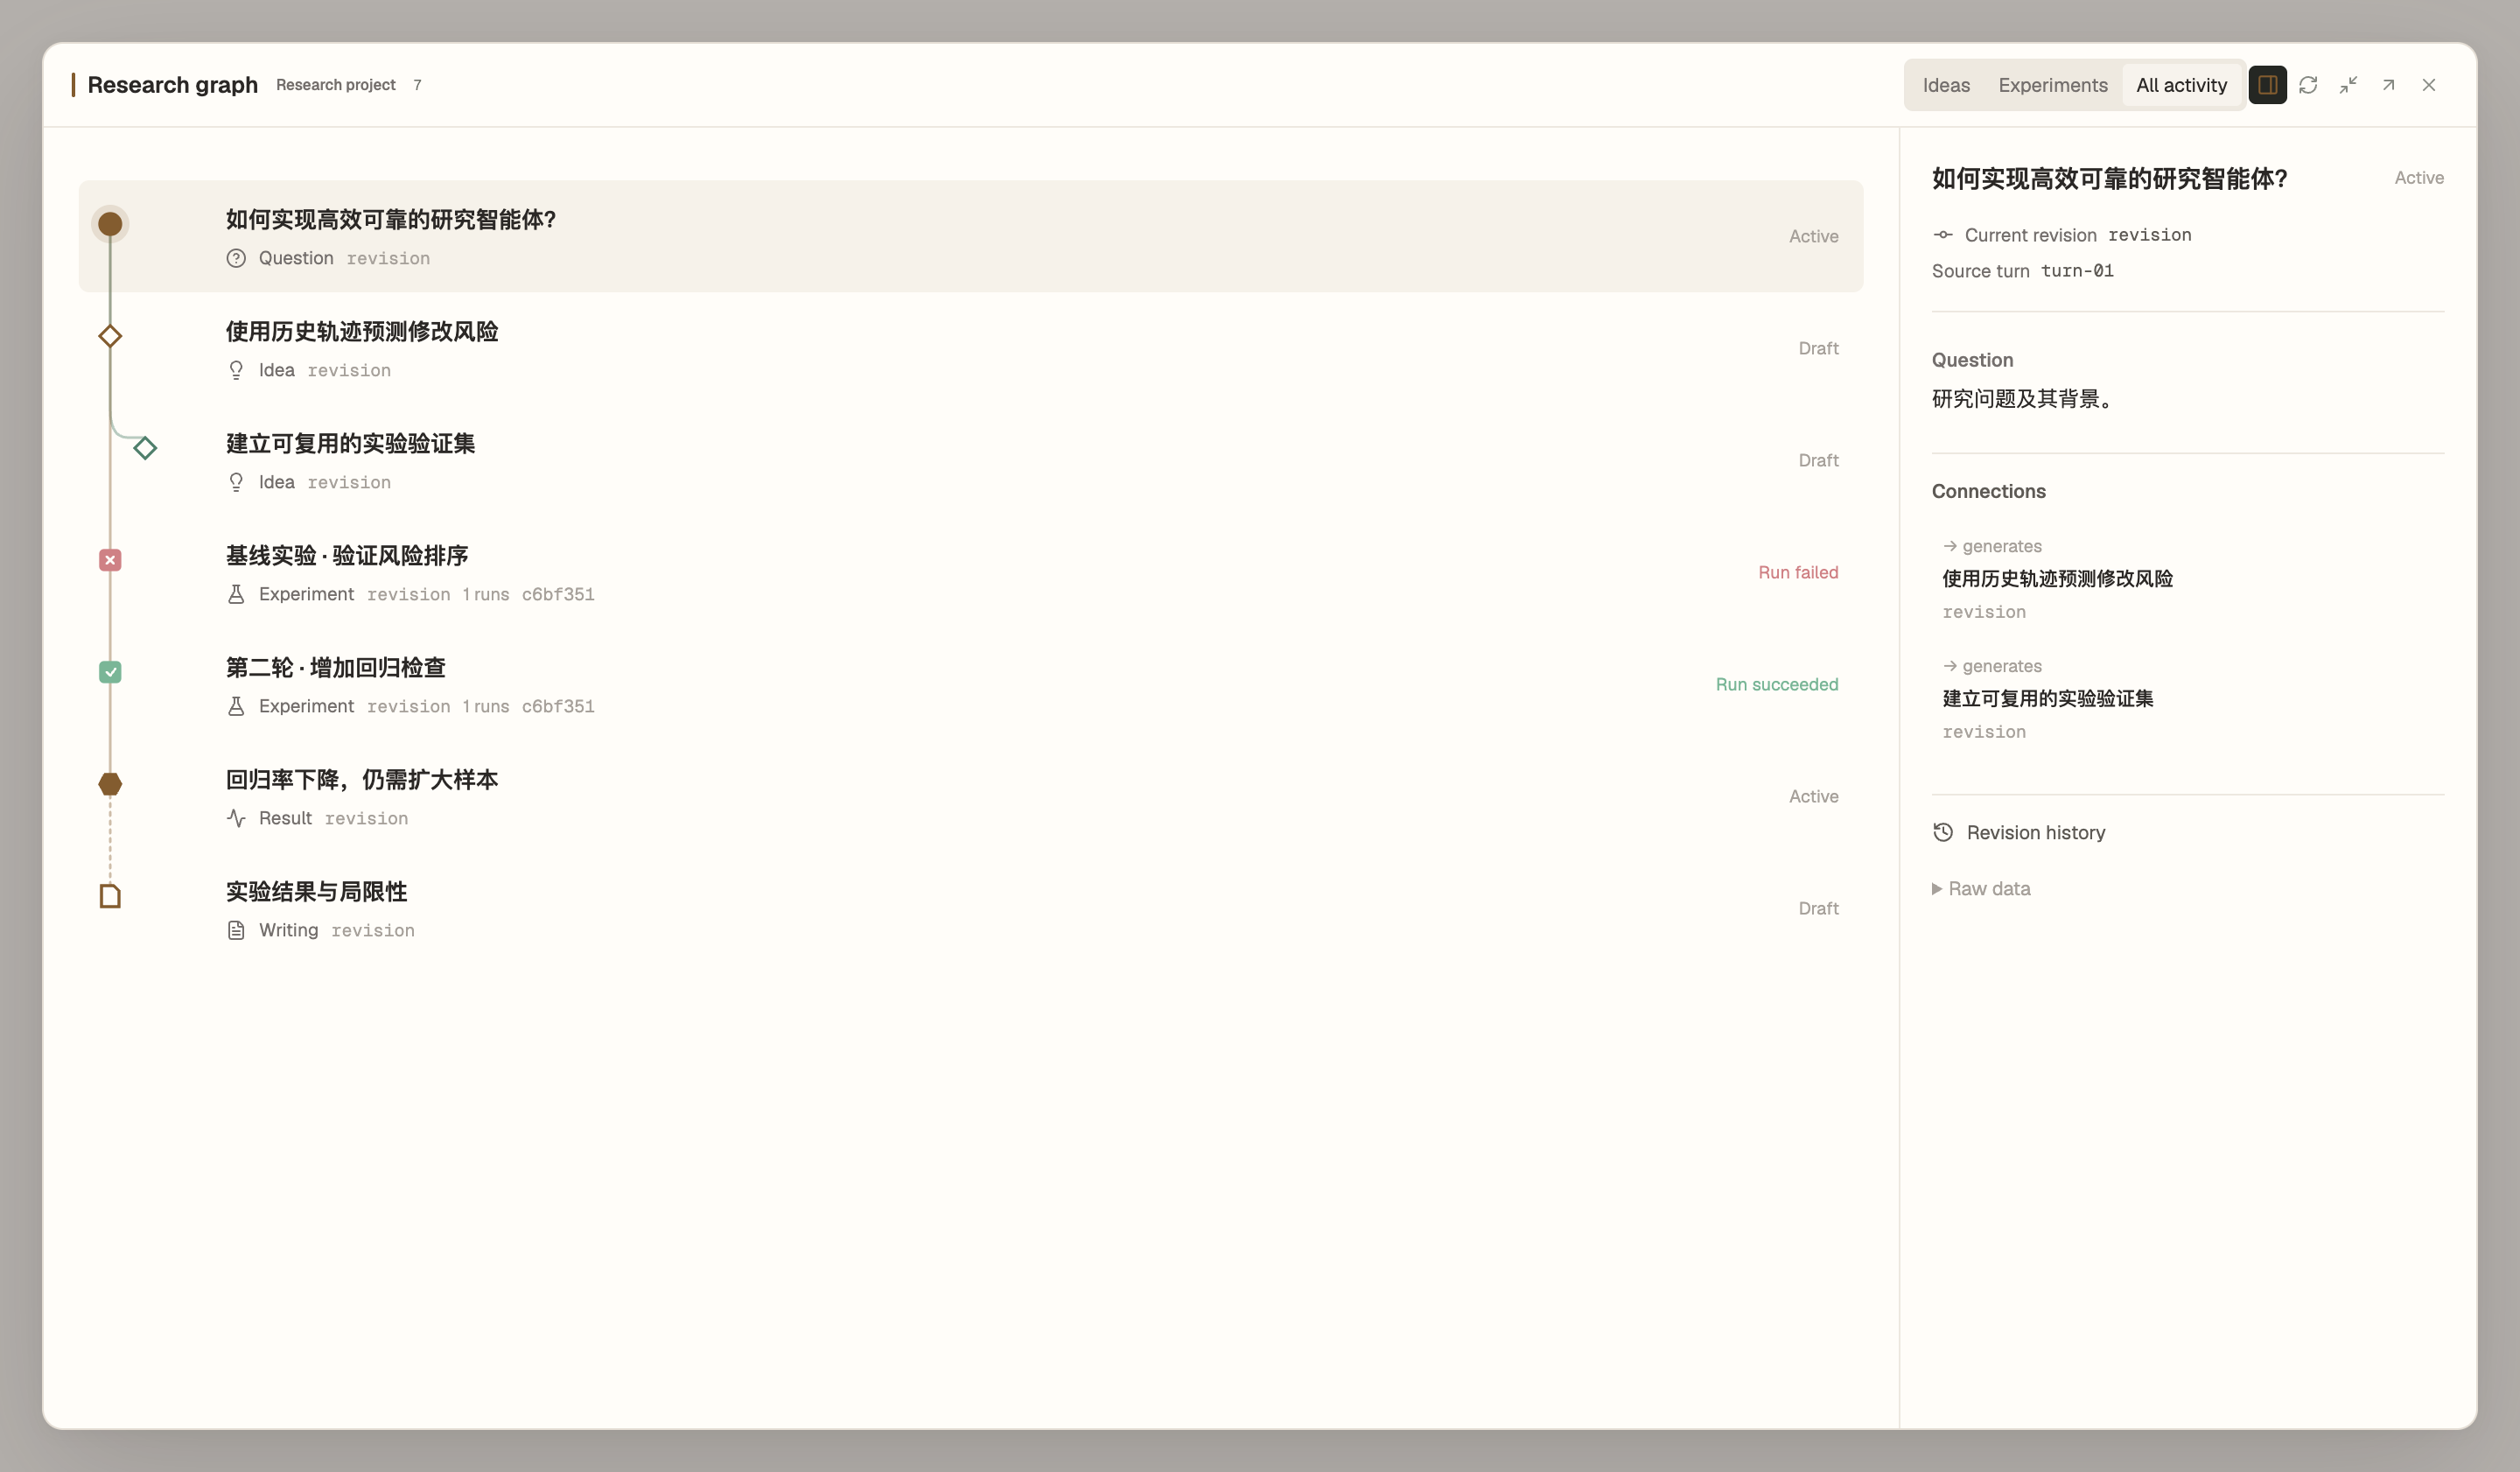 Research graph Research project 7
Ideas Experiments All activity
如何实现高效可靠的研究智能体?
Question revision
Active
使用历史轨迹预测修改风险
Idea revision
Draft
建立可复用的实验验证集
Idea revision
Draft
基线实验 · 验证风险排序
Experiment revision 1 runs c6bf351
Run failed
第二轮 · 增加回归检查
Experiment revision 1 runs c6bf351
Run succeeded
回归率下降，仍需扩大样本
Result revision
Active
实验结果与局限性
Writing revision
Draft
如何实现高效可靠的研究智能体? Active
Current revision revision
Source turn turn-01
Question
研究问题及其背景。
Connections
→ generates
使用历史轨迹预测修改风险
revision
→ generates
建立可复用的实验验证集
revision
Revision history
Raw data